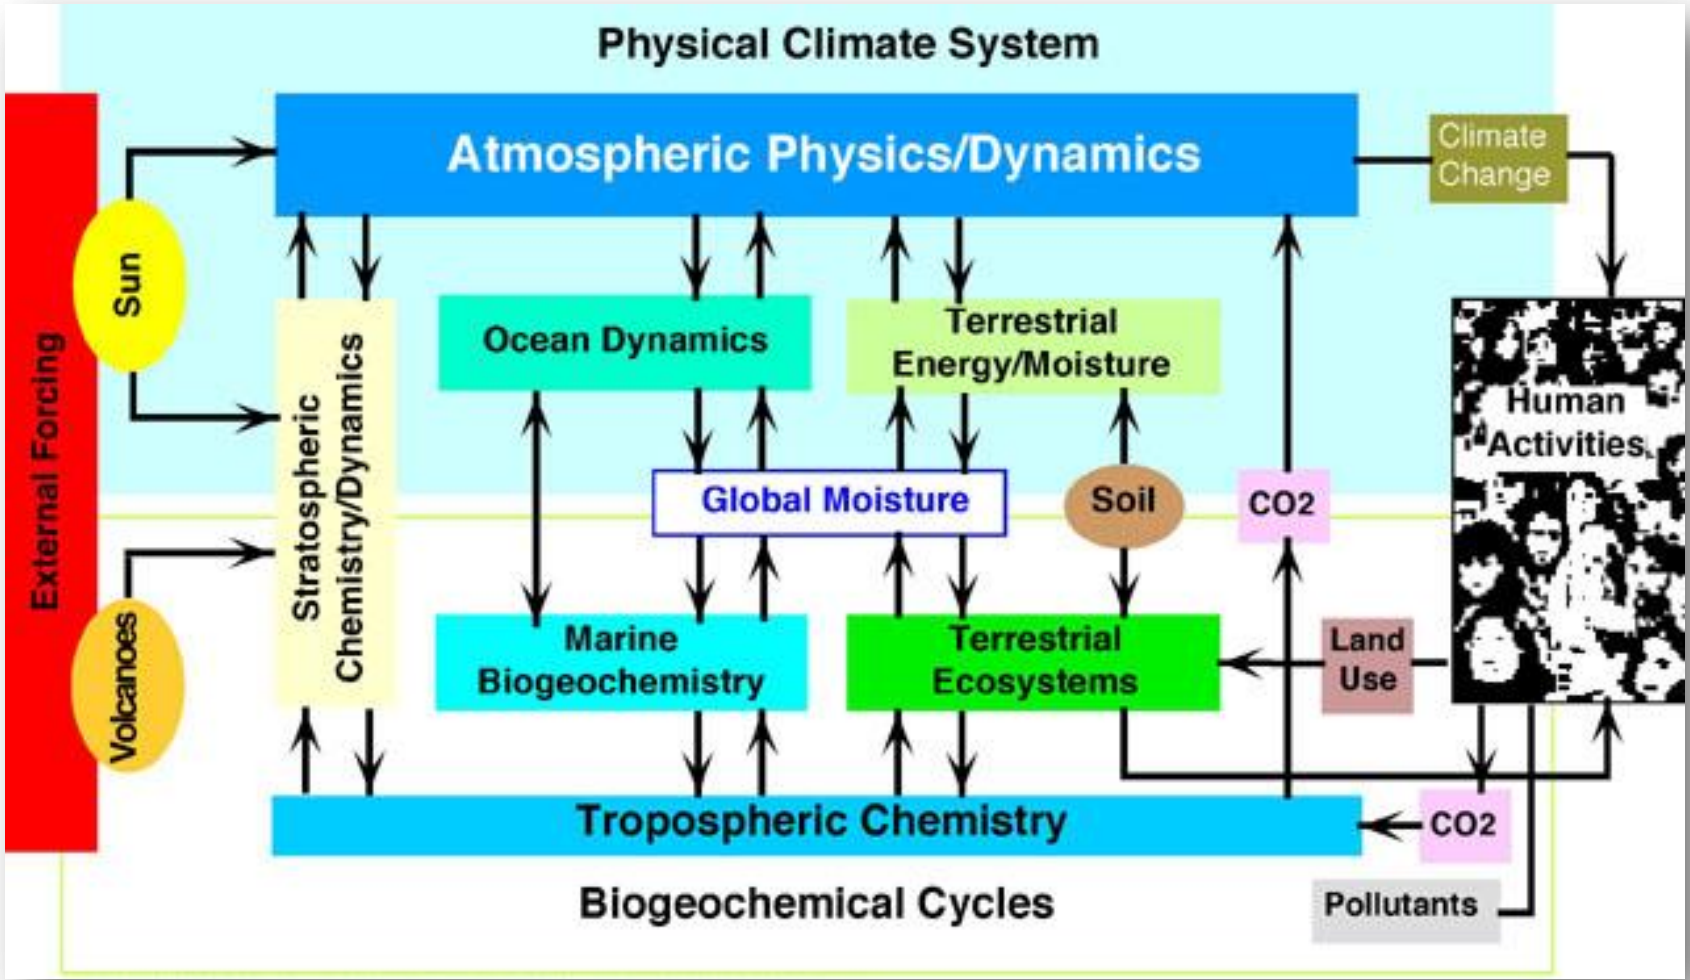 Physical Climate System
Atmospheric Physics/Dynamics
Climate
Change
External Forcing
Sun
Volcanoes
Stratospheric
Chemistry/Dynamics
Ocean Dynamics
Terrestrial
Energy/Moisture
Human
Activities
Global Moisture
Soil
CO2
Marine
Biogeochemistry
Terrestrial
Ecosystems
Land
Use
Tropospheric Chemistry
CO2
Pollutants
Biogeochemical Cycles